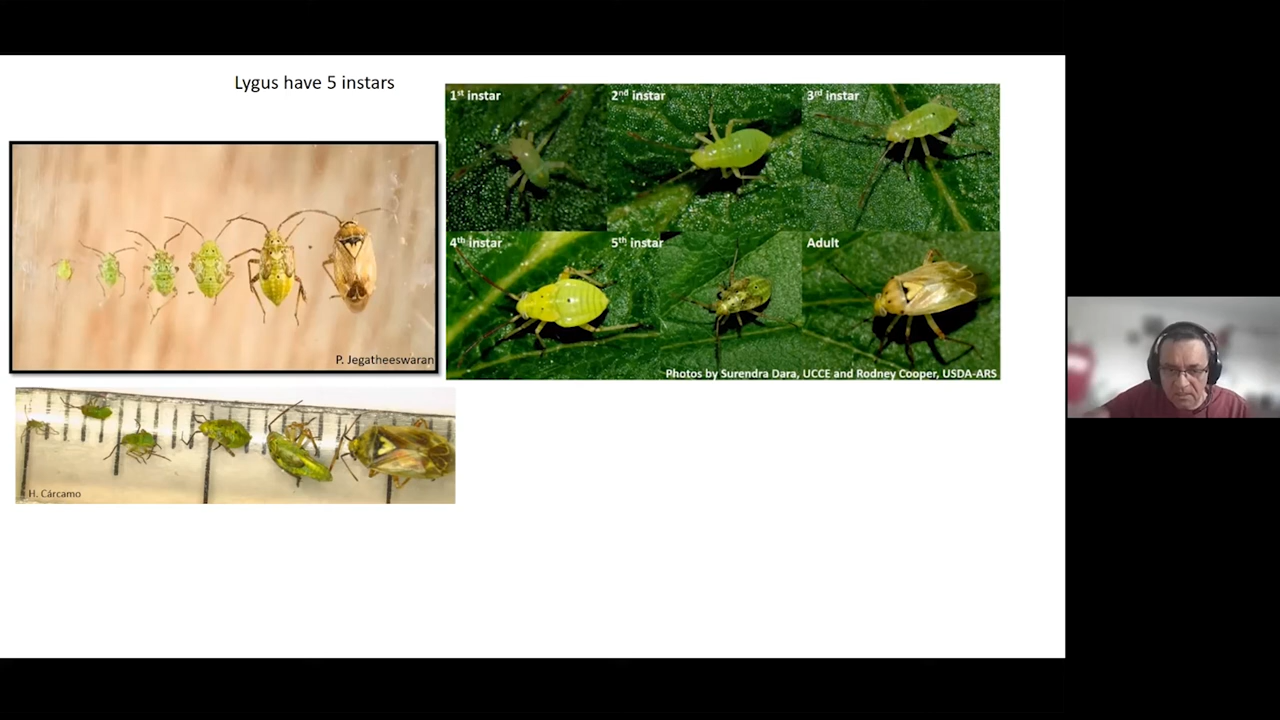 Lygus have 5 instars
P. Jegatheeswaran
H. Cárcamo
1st instar
2nd instar
3rd instar
4th instar
5th instar
Adult
Photos by Surendra Dara, UCCE and Rodney Cooper, USDA-ARS